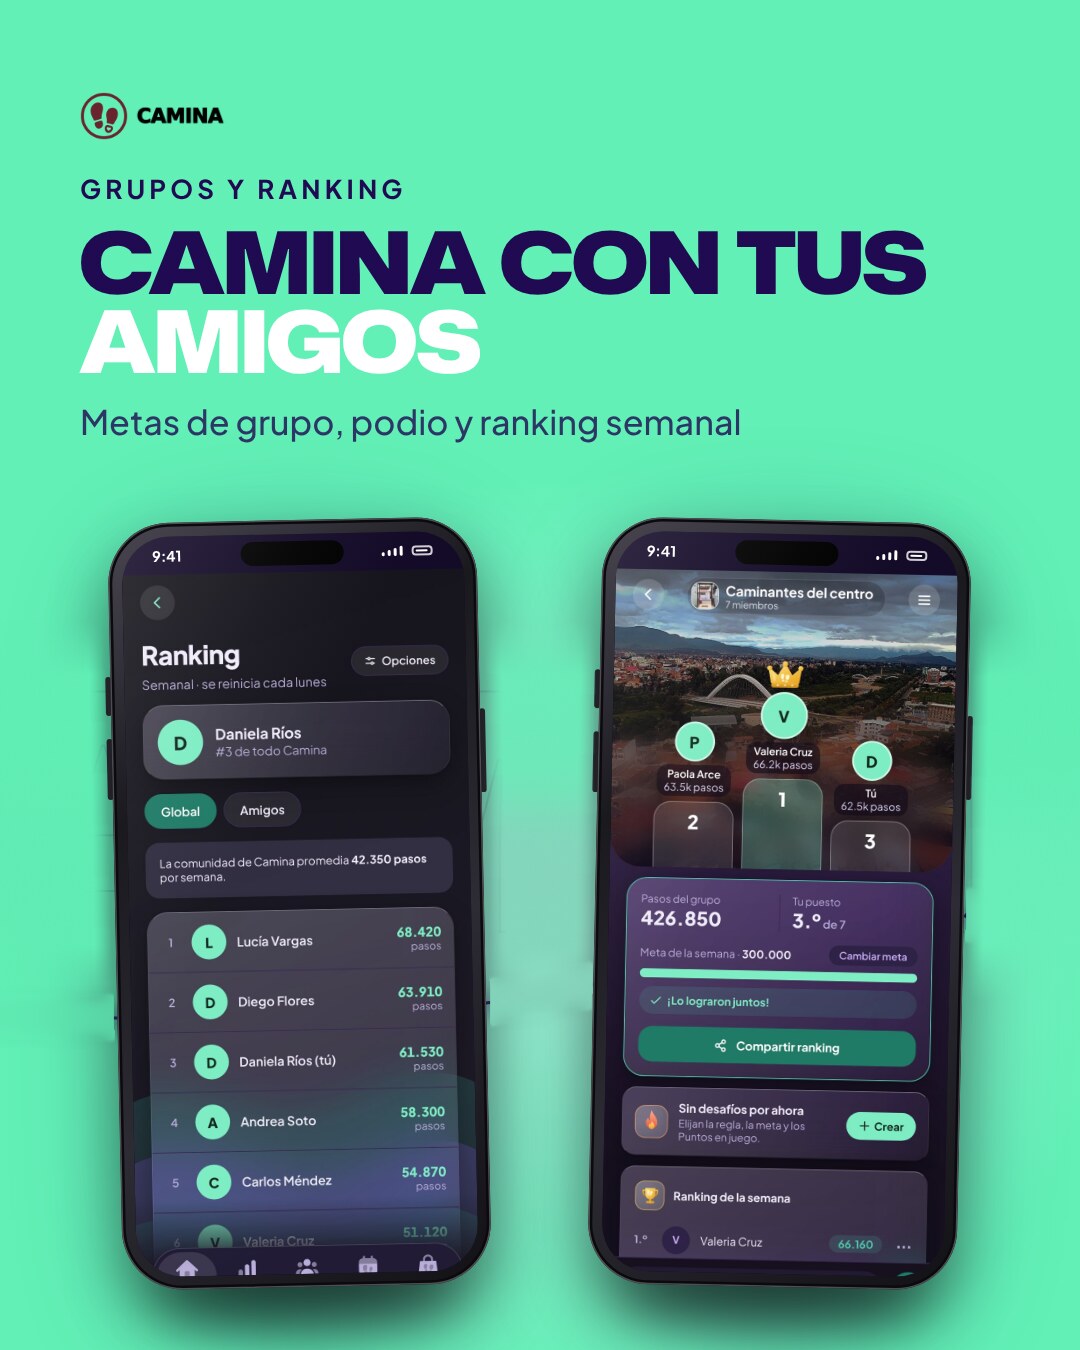 CAMINA
GRUPOS Y RANKING
CAMINA CON TUS
AMIGOS
Metas de grupo, podio y ranking semanal
9:41
Ranking
Opciones
Semanal · se reinicia cada lunes
D
Daniela Ríos
#3 de todo Camina
Global
Amigos
La comunidad de Camina promedia 42.350 pasos
por semana.
1 L Lucía Vargas 68.420
pasos
2 D Diego Flores 63.910
pasos
3 D Daniela Ríos (tú) 61.530
pasos
4 A Andrea Soto 58.300
pasos
5 C Carlos Méndez 54.870
pasos
6 V Valeria Cruz 51.120
9:41
Caminantes del centro
7 miembros
V
Valeria Cruz
66.2k pasos
P
Paola Arce
63.5k pasos
D
Tú
62.5k pasos
1
2
3
Pasos del grupo
426.850
Tu puesto
3.º de 7
Meta de la semana · 300.000
Cambiar meta
¡Lo lograron juntos!
Compartir ranking
Sin desafíos por ahora
Elijan la regla, la meta y los
Puntos en juego.
+ Crear
Ranking de la semana
1.º V Valeria Cruz 66.160 ...